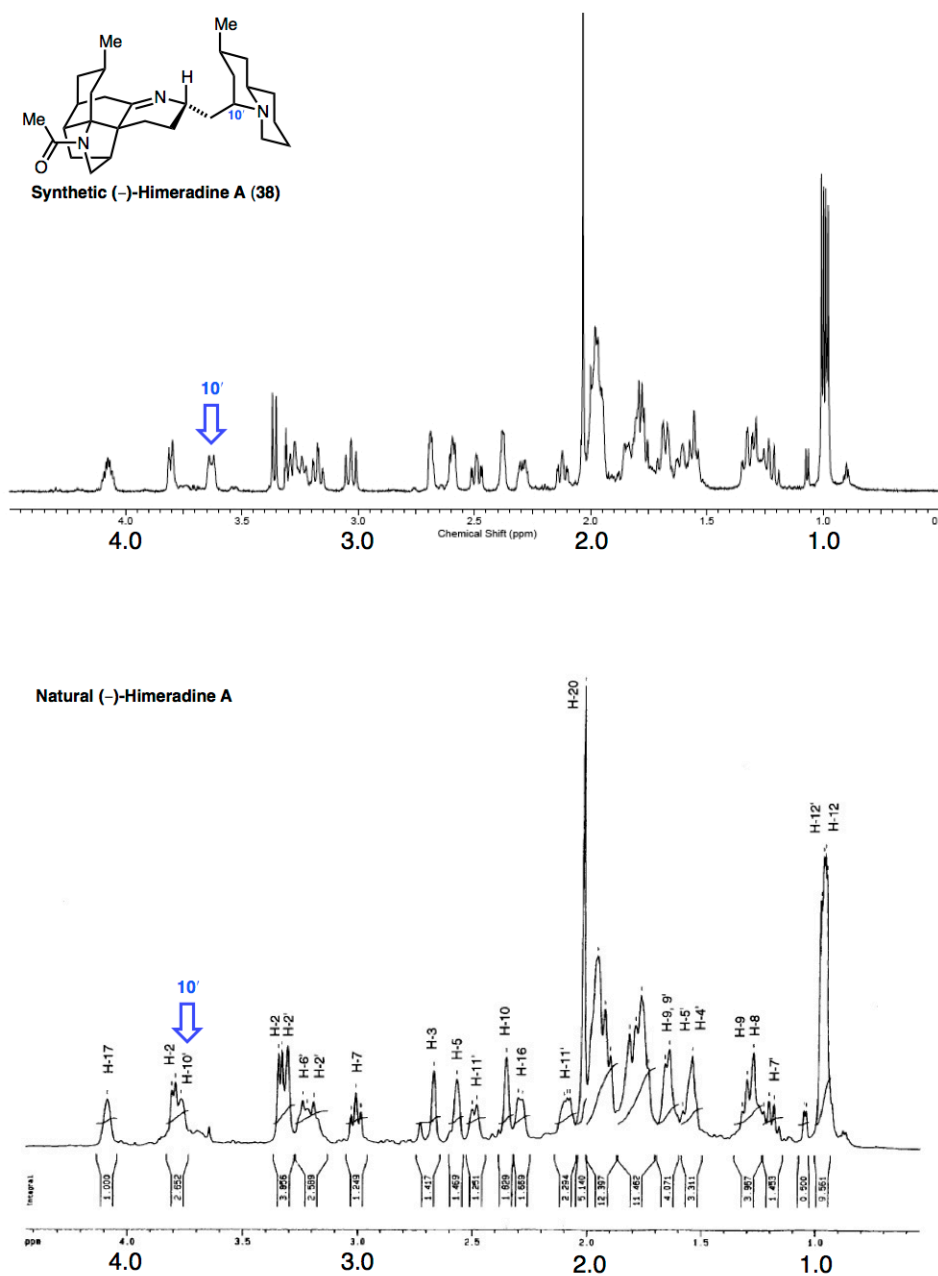 Me
Me
H
N
10'
N
Me
N
O
Synthetic (–)-Himeradine A (38)
10'
4.0 3.5 3.0 2.5 2.0 1.5 1.0
Chemical Shift (ppm)
4.0 3.0 2.0 1.0
Natural (–)-Himeradine A
10'
H-17
H-2
H-10'
H-2
H-2'
H-6'
H-2'
H-7
H-3
H-5
H-11'
H-10
H-16
H-11'
H-20
H-9, 9'
H-5'
H-4'
H-9
H-8
H-7'
H-12'
H-12
Integral
1.000
2.652
3.856
2.589
1.249
1.417
1.469
1.251
1.829
1.689
2.294
5.140
12.397
11.462
4.071
3.311
3.967
1.453
0.500
9.561
ppm 4.0 3.5 3.0 2.5 2.0 1.5 1.0
4.0 3.0 2.0 1.0